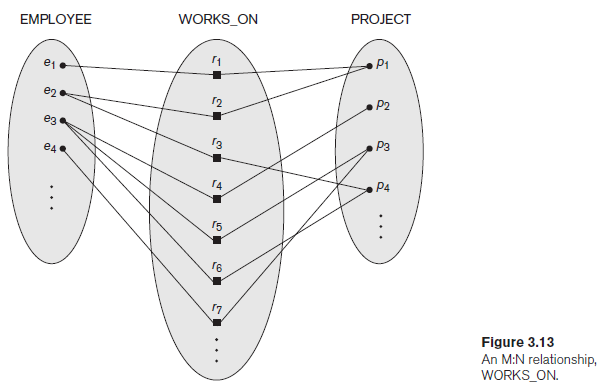 EMPLOYEE WORKS_ON PROJECT
e1 r1 p1
e2 r2 p2
e3 r3 p3
e4 r4 p4
r5
r6
r7
Figure 3.13
An M:N relationship,
WORKS_ON.